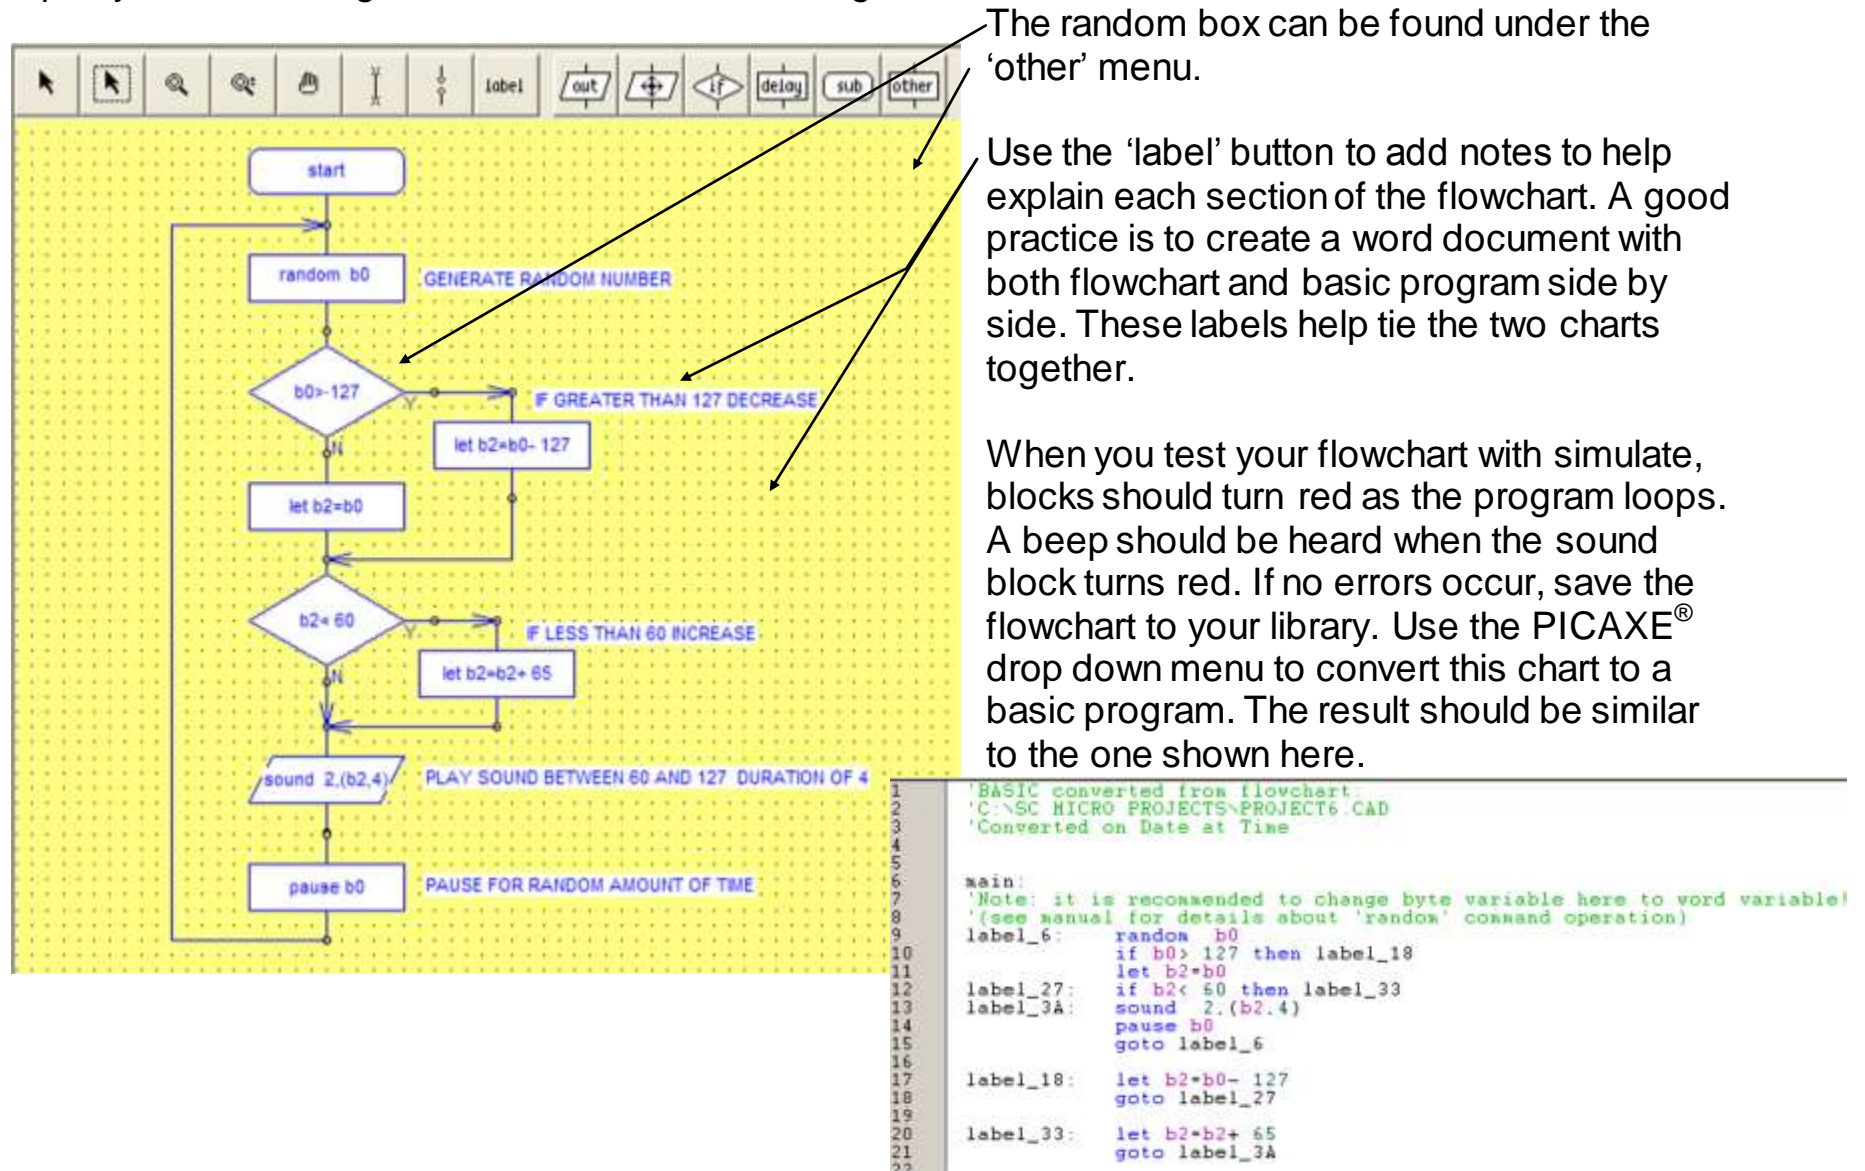 The random box can be found under the
‘other’ menu.
Use the ‘label’ button to add notes to help
explain each section of the flowchart. A good
practice is to create a word document with
both flowchart and basic program side by
side. These labels help tie the two charts
together.
When you test your flowchart with simulate,
blocks should turn red as the program loops.
A beep should be heard when the sound
block turns red. If no errors occur, save the
flowchart to your library. Use the PICAXE®
drop down menu to convert this chart to a
basic program. The result should be similar
to the one shown here.
label
out
if
delay
sub
other
start
random b0
GENERATE RANDOM NUMBER
b0> 127
Y
IF GREATER THAN 127 DECREASE
N
let b2=b0- 127
let b2=b0
b2< 60
Y
IF LESS THAN 60 INCREASE
N
let b2=b2+ 65
sound 2,(b2,4)
PLAY SOUND BETWEEN 60 AND 127 DURATION OF 4
pause b0
PAUSE FOR RANDOM AMOUNT OF TIME
1 'BASIC converted from flowchart:
2 'C:\SC MICRO PROJECTS\PROJECT6.CAD
3 'Converted on Date at Time
4
5
6 main:
7 'Note: it is recommended to change byte variable here to word variable!
8 '(see manual for details about 'random' command operation)
9 label_6: random b0
10 if b0> 127 then label_18
11 let b2=b0
12 label_27: if b2< 60 then label_33
13 label_3A: sound 2,(b2,4)
14 pause b0
15 goto label_6
16
17 label_18: let b2=b0- 127
18 goto label_27
19
20 label_33: let b2=b2+ 65
21 goto label_3A
22